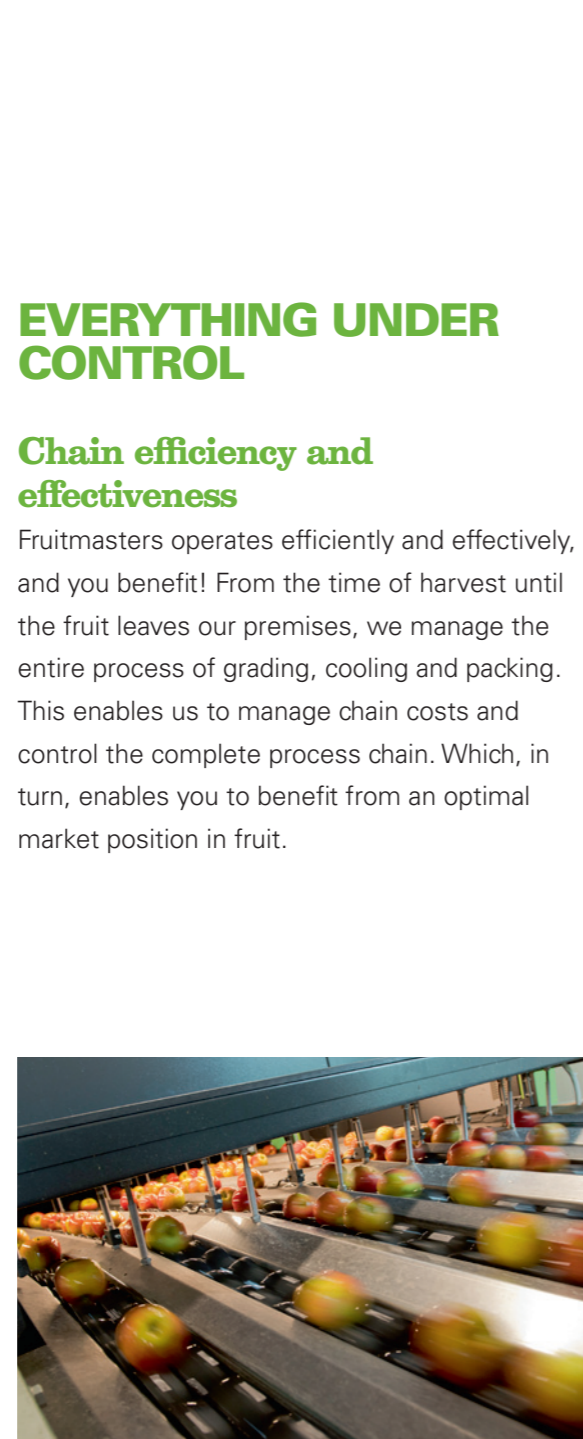 EVERYTHING UNDER
CONTROL
Chain efficiency and
effectiveness
Fruitmasters operates efficiently and effectively,
and you benefit! From the time of harvest until
the fruit leaves our premises, we manage the
entire process of grading, cooling and packing.
This enables us to manage chain costs and
control the complete process chain. Which, in
turn, enables you to benefit from an optimal
market position in fruit.